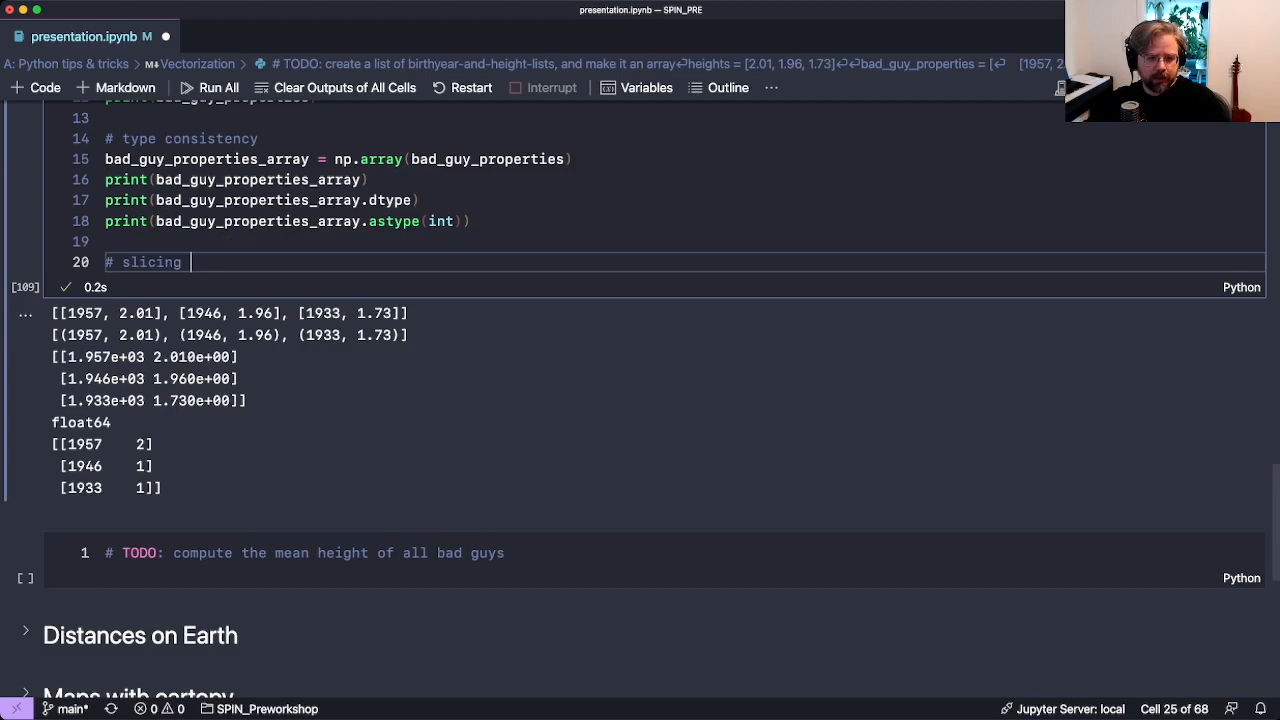 presentation.ipynb — SPIN_PRE
presentation.ipynb M
A: Python tips & tricks > M↓Vectorization > # TODO: create a list of birthyear-and-height-lists, and make it an array↵heights = [2.01, 1.96, 1.73]↵↵bad_guy_properties = [↵ [1957, 2.0
+ Code + Markdown Run All Clear Outputs of All Cells Restart Interrupt Variables Outline ...
13
14 # type consistency
15 bad_guy_properties_array = np.array(bad_guy_properties)
16 print(bad_guy_properties_array)
17 print(bad_guy_properties_array.dtype)
18 print(bad_guy_properties_array.astype(int))
19
20 # slicing
[109] 0.2s Python
... [[1957, 2.01], [1946, 1.96], [1933, 1.73]]
[(1957, 2.01), (1946, 1.96), (1933, 1.73)]
[[1.957e+03 2.010e+00]
[1.946e+03 1.960e+00]
[1.933e+03 1.730e+00]]
float64
[[1957 2]
[1946 1]
[1933 1]]
1 # TODO: compute the mean height of all bad guys
[ ] Python
Distances on Earth
Maps with cartopy
main* 0 0 SPIN_Preworkshop Jupyter Server: local Cell 25 of 68